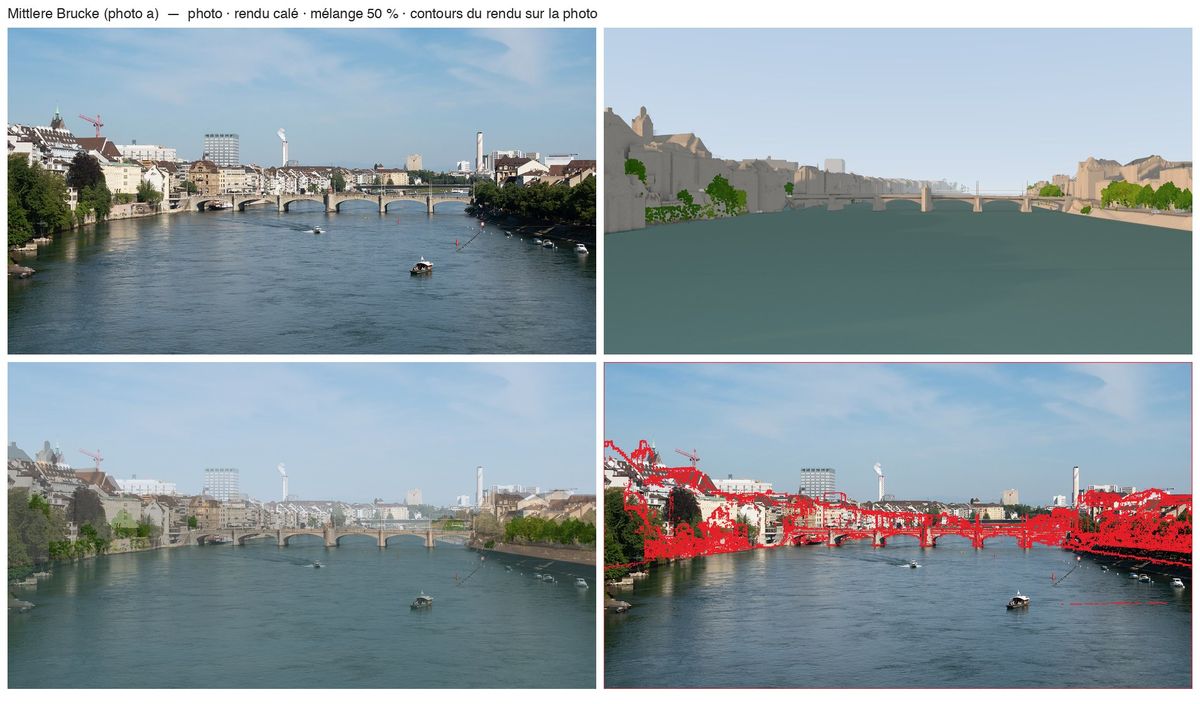 Mittlere Brucke (photo a) — photo · rendu calé · mélange 50 % · contours du rendu sur la photo